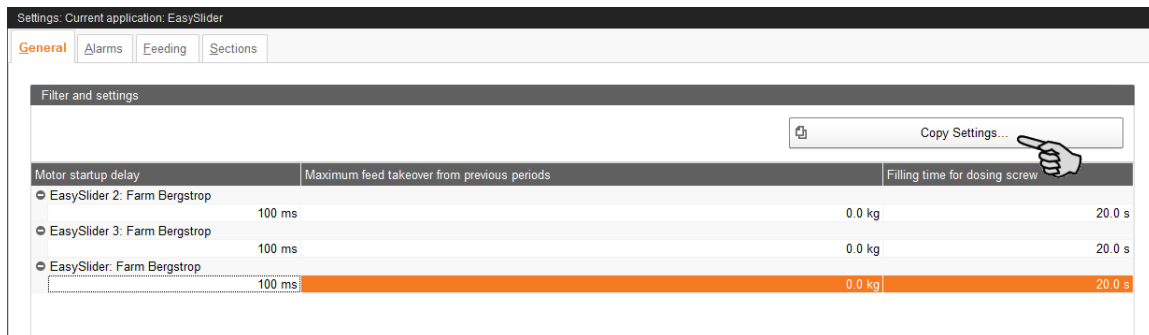 Settings: Current application: EasySlider
General Alarms Feeding Sections
Filter and settings
Copy Settings...
Motor startup delay Maximum feed takeover from previous periods Filling time for dosing screw
EasySlider 2: Farm Bergstrop
100 ms 0.0 kg 20.0 s
EasySlider 3: Farm Bergstrop
100 ms 0.0 kg 20.0 s
EasySlider: Farm Bergstrop
100 ms 0.0 kg 20.0 s